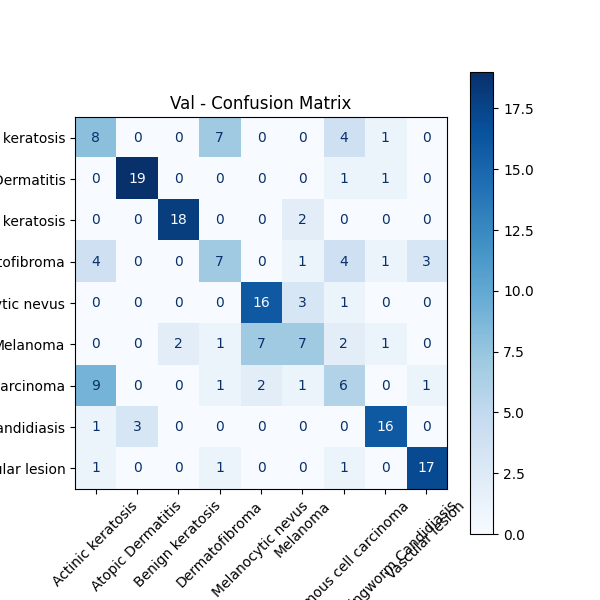 Val - Confusion Matrix
keratosis 8 0 0 7 0 0 4 1 0
Dermatitis 0 19 0 0 0 0 1 1 0
keratosis 0 0 18 0 0 2 0 0 0
tofibroma 4 0 0 7 0 1 4 1 3
ytic nevus 0 0 0 0 16 3 1 0 0
Melanoma 0 0 2 1 7 7 2 1 0
arcinoma 9 0 0 1 2 1 6 0 1
andidiasis 1 3 0 0 0 0 0 16 0
ular lesion 1 0 0 1 0 0 1 0 17
Actinic keratosis
Atopic Dermatitis
Benign keratosis
Dermatofibroma
Melanocytic nevus
Melanoma
mous cell carcinoma
ingworm Candidiasis
Vascular lesion
17.5
15.0
12.5
10.0
7.5
5.0
2.5
0.0